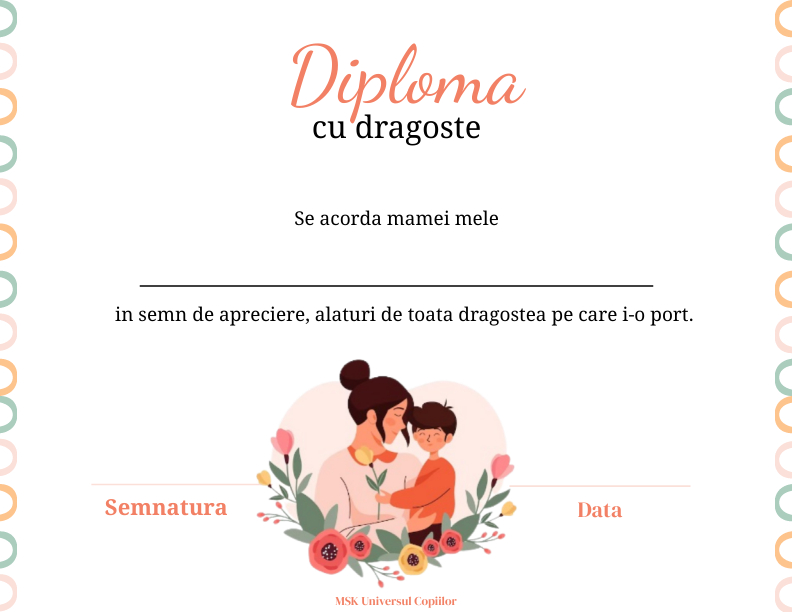 Diploma
cu dragoste
Se acorda mamei mele
in semn de apreciere, alaturi de toata dragostea pe care i-o port.
Semnatura
Data
MSK Universul Copiilor